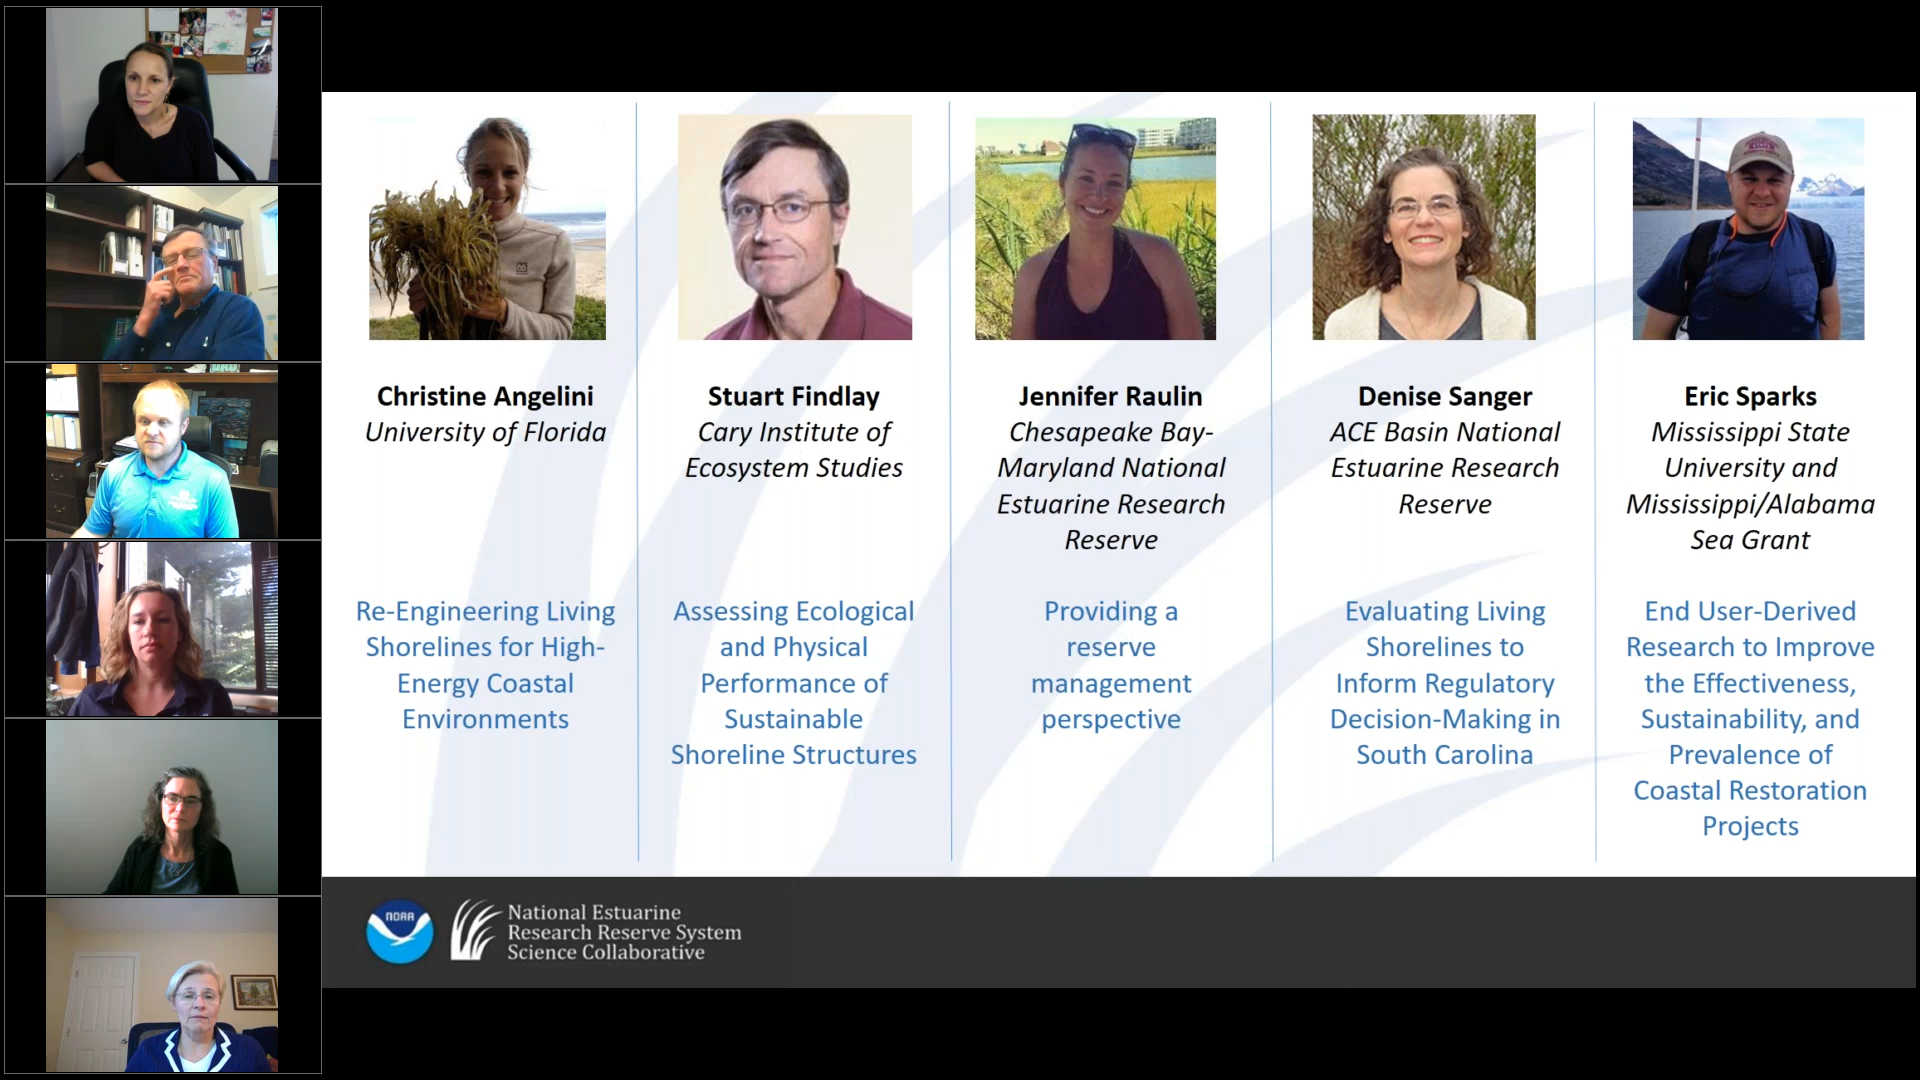 Christine Angelini
University of Florida
Re-Engineering Living
Shorelines for High-
Energy Coastal
Environments
Stuart Findlay
Cary Institute of
Ecosystem Studies
Assessing Ecological
and Physical
Performance of
Sustainable
Shoreline Structures
Jennifer Raulin
Chesapeake Bay-
Maryland National
Estuarine Research
Reserve
Providing a
reserve
management
perspective
Denise Sanger
ACE Basin National
Estuarine Research
Reserve
Evaluating Living
Shorelines to
Inform Regulatory
Decision-Making in
South Carolina
Eric Sparks
Mississippi State
University and
Mississippi/Alabama
Sea Grant
End User-Derived
Research to Improve
the Effectiveness,
Sustainability, and
Prevalence of
Coastal Restoration
Projects
NOAA
National Estuarine
Research Reserve System
Science Collaborative